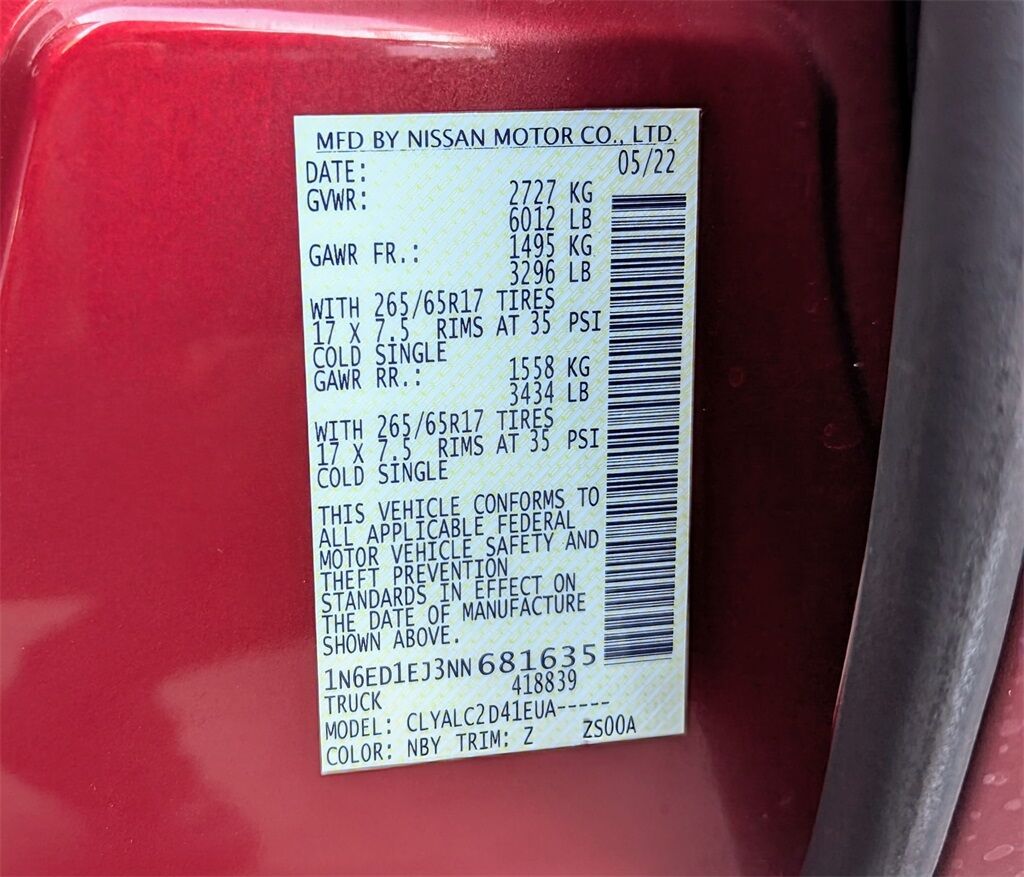 MFD BY NISSAN MOTOR CO., LTD.
DATE: 05/22
GVWR: 2727 KG
6012 LB
GAWR FR.: 1495 KG
3296 LB
WITH 265/65R17 TIRES
17 X 7.5 RIMS AT 35 PSI
COLD SINGLE
GAWR RR.: 1558 KG
3434 LB
WITH 265/65R17 TIRES
17 X 7.5 RIMS AT 35 PSI
COLD SINGLE
THIS VEHICLE CONFORMS TO
ALL APPLICABLE FEDERAL
MOTOR VEHICLE SAFETY AND
THEFT PREVENTION
STANDARDS IN EFFECT ON
THE DATE OF MANUFACTURE
SHOWN ABOVE.
1N6ED1EJ3NN681635
TRUCK 418839
MODEL: CLYALC2D41EUA-----
COLOR: NBY TRIM: Z ZS00A